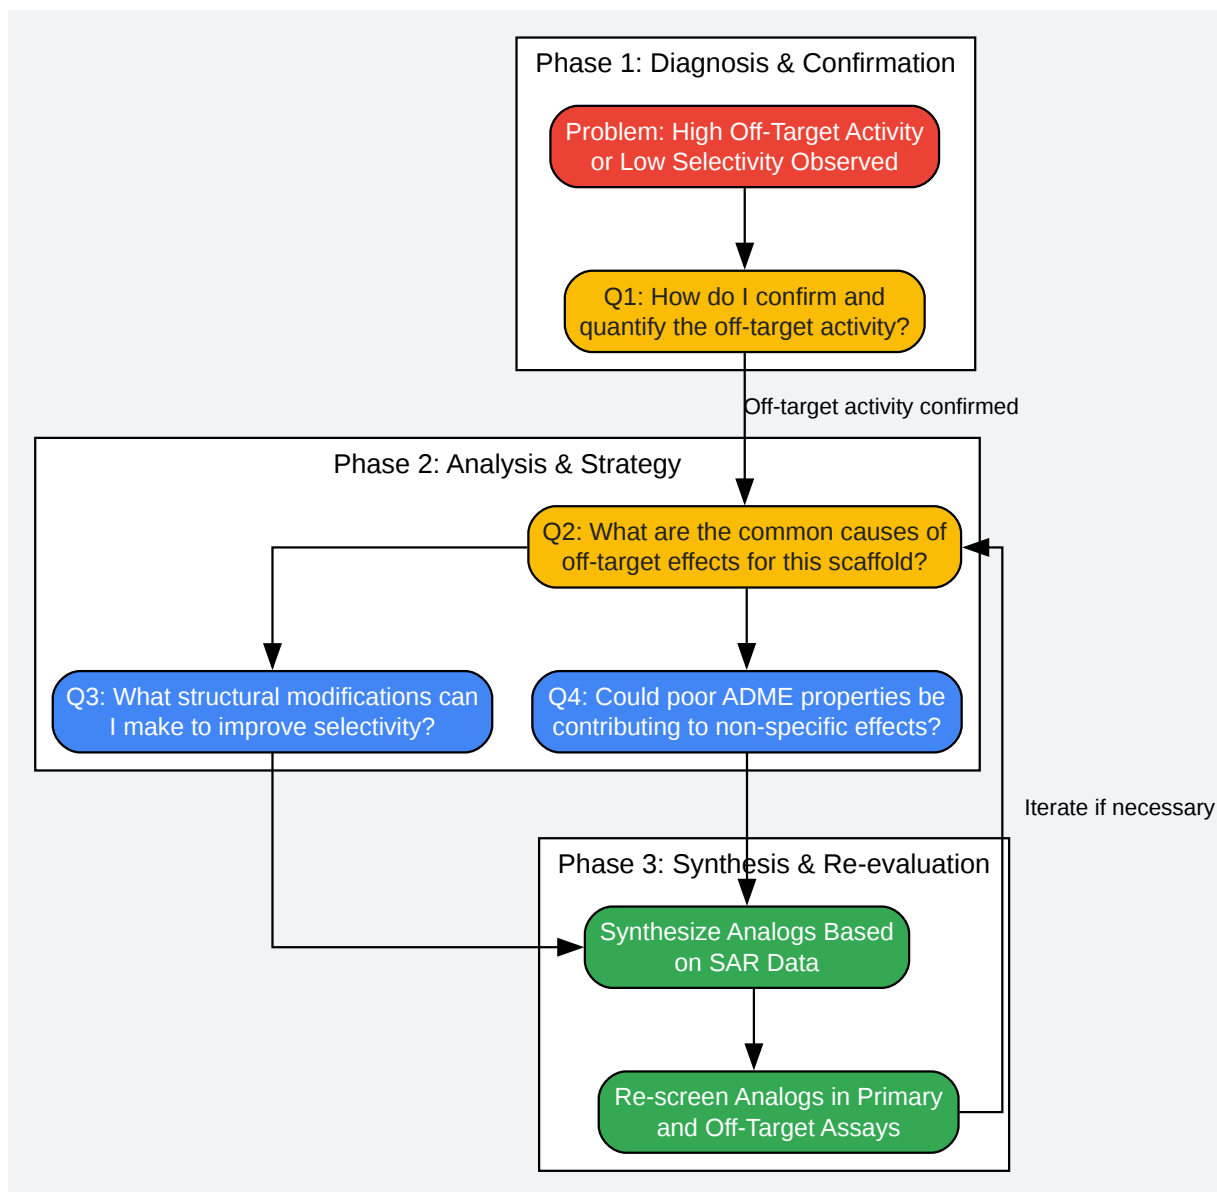 Phase 1: Diagnosis & Confirmation
Problem: High Off-Target Activity
or Low Selectivity Observed
Q1: How do I confirm and
quantify the off-target activity?
Off-target activity confirmed
Phase 2: Analysis & Strategy
Q2: What are the common causes of
off-target effects for this scaffold?
Q3: What structural modifications can
I make to improve selectivity?
Q4: Could poor ADME properties be
contributing to non-specific effects?
Iterate if necessary
Phase 3: Synthesis & Re-evaluation
Synthesize Analogs Based
on SAR Data
Re-screen Analogs in Primary
and Off-Target Assays